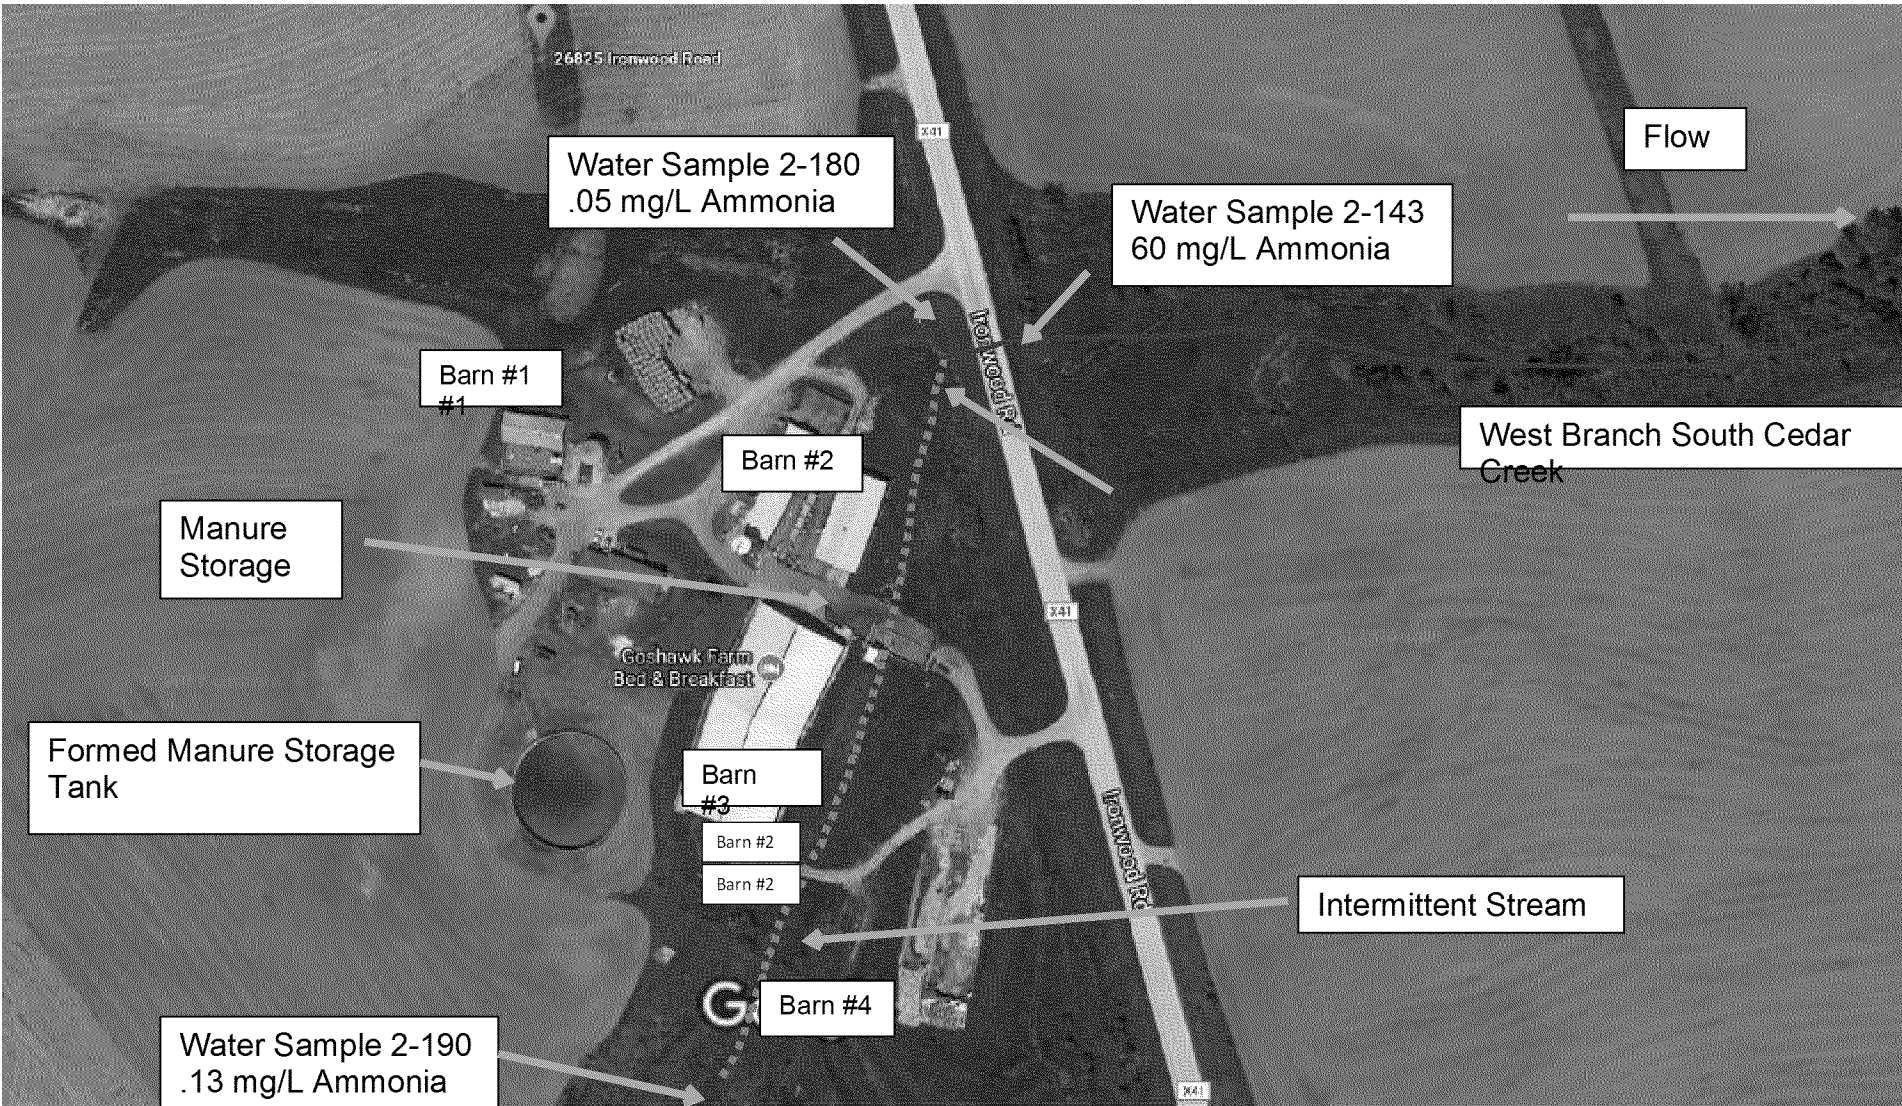 26825 Ironwood Road
X41
Flow
Water Sample 2-180
.05 mg/L Ammonia
Water Sample 2-143
60 mg/L Ammonia
Ironwood Rd
Barn #1
#1
West Branch South Cedar
Creek
Barn #2
Manure
Storage
X41
Goshawk Farm
Bed & Breakfast
Formed Manure Storage
Tank
Barn
#3
Ironwood Rd
Barn #2
Barn #2
Intermittent Stream
G
Barn #4
Water Sample 2-190
.13 mg/L Ammonia
X41